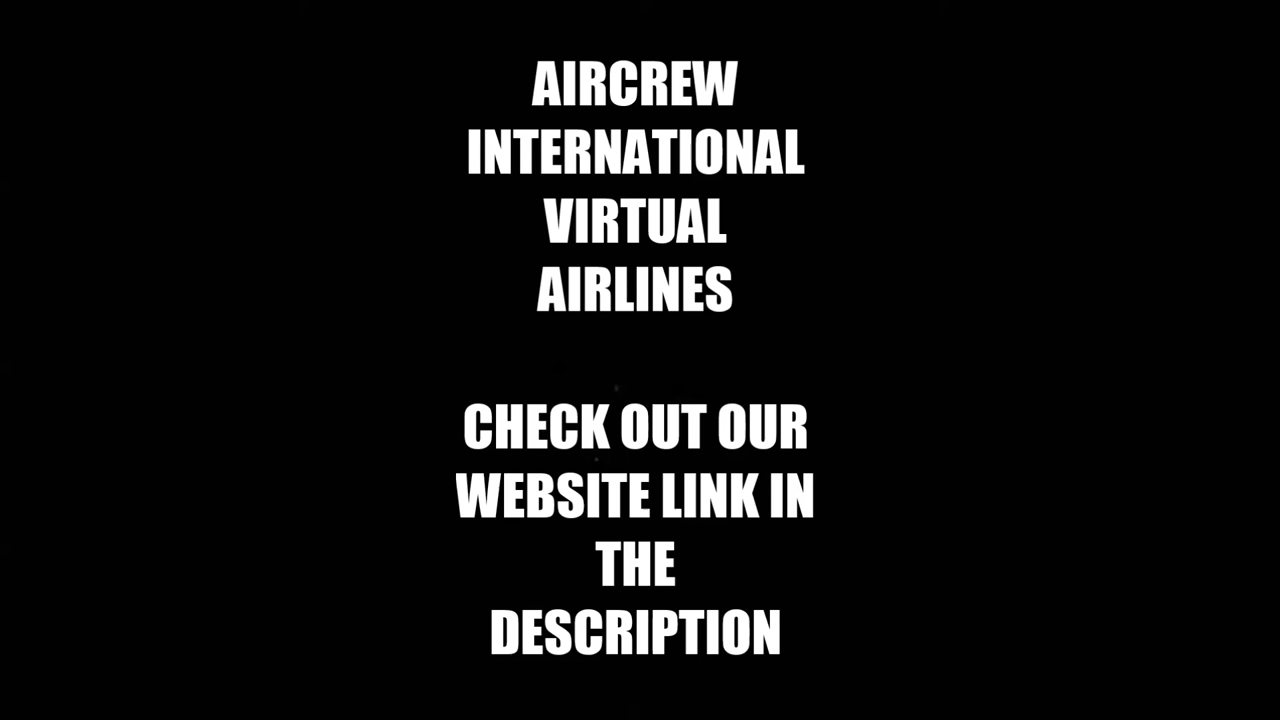 AIRCREW
INTERNATIONAL
VIRTUAL
AIRLINES
CHECK OUT OUR
WEBSITE LINK IN
THE
DESCRIPTION